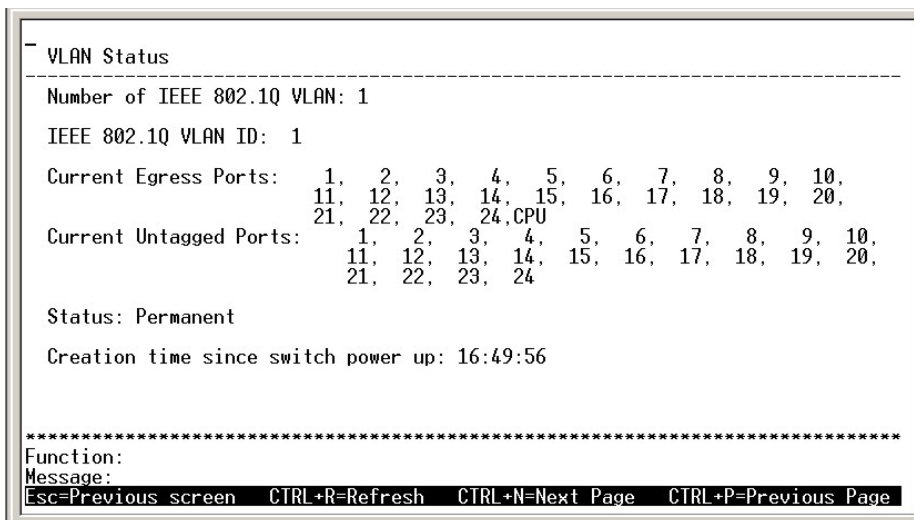 VLAN Status
Number of IEEE 802.1Q VLAN: 1
IEEE 802.1Q VLAN ID: 1
Current Egress Ports: 1, 2, 3, 4, 5, 6, 7, 8, 9, 10,
11, 12, 13, 14, 15, 16, 17, 18, 19, 20,
21, 22, 23, 24,CPU
Current Untagged Ports: 1, 2, 3, 4, 5, 6, 7, 8, 9, 10,
11, 12, 13, 14, 15, 16, 17, 18, 19, 20,
21, 22, 23, 24
Status: Permanent
Creation time since switch power up: 16:49:56
*******************************************************************************
Function:
Message:
Esc=Previous screen CTRL+R=Refresh CTRL+N=Next Page CTRL+P=Previous Page